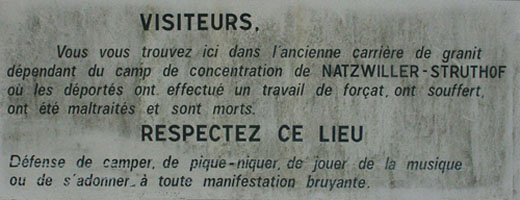 VISITEURS,
Vous vous trouvez ici dans l'ancienne carrière de granit
dépendant du camp de concentration de NATZWILLER-STRUTHOF
où les déportés ont effectué un travail de forçat, ont souffert,
ont été maltraités et sont morts.
RESPECTEZ CE LIEU
Défense de camper, de pique-niquer, de jouer de la musique
ou de s'adonner à toute manifestation bruyante.